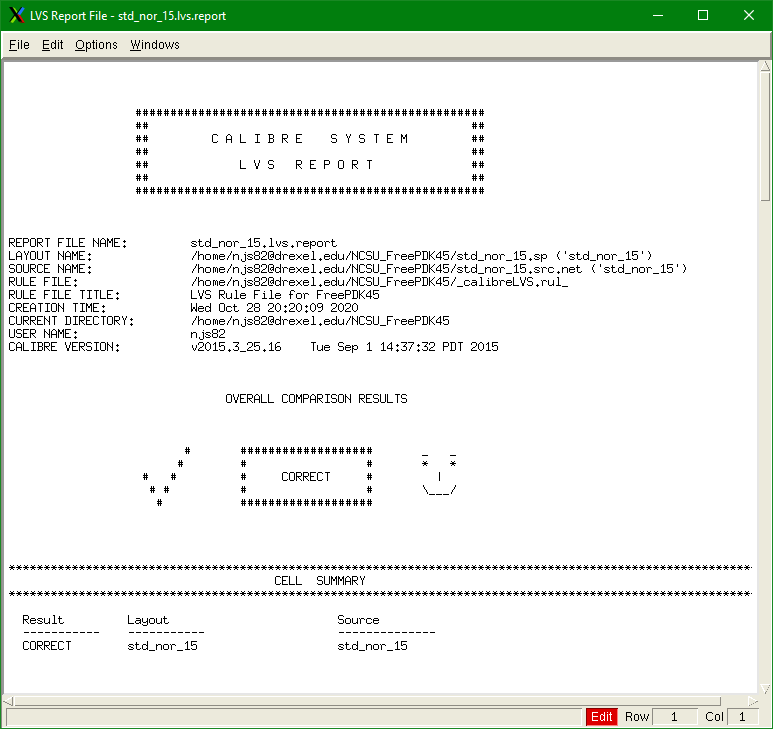 LVS Report File - std_nor_15.lvs.report
File Edit Options Windows
##################################################
## ##
## C A L I B R E S Y S T E M ##
## ##
## L V S R E P O R T ##
## ##
##################################################
REPORT FILE NAME: std_nor_15.lvs.report
LAYOUT NAME: /home/njs82@drexel.edu/NCSU_FreePDK45/std_nor_15.sp ('std_nor_15')
SOURCE NAME: /home/njs82@drexel.edu/NCSU_FreePDK45/std_nor_15.src.net ('std_nor_15')
RULE FILE: /home/njs82@drexel.edu/NCSU_FreePDK45/_calibreLVS.rul_
RULE FILE TITLE: LVS Rule File for FreePDK45
CREATION TIME: Wed Oct 28 20:20:09 2020
CURRENT DIRECTORY: /home/njs82@drexel.edu/NCSU_FreePDK45
USER NAME: njs82
CALIBRE VERSION: v2015.3_25.16 Tue Sep 1 14:37:32 PDT 2015
OVERALL COMPARISON RESULTS
# ################### _ _
# # # * *
# # # CORRECT # |
# # # # \___/
# ###################
**********************************************************************************************************
CELL SUMMARY
**********************************************************************************************************
Result Layout Source
----------- ----------- --------------
CORRECT std_nor_15 std_nor_15
Edit Row 1 Col 1